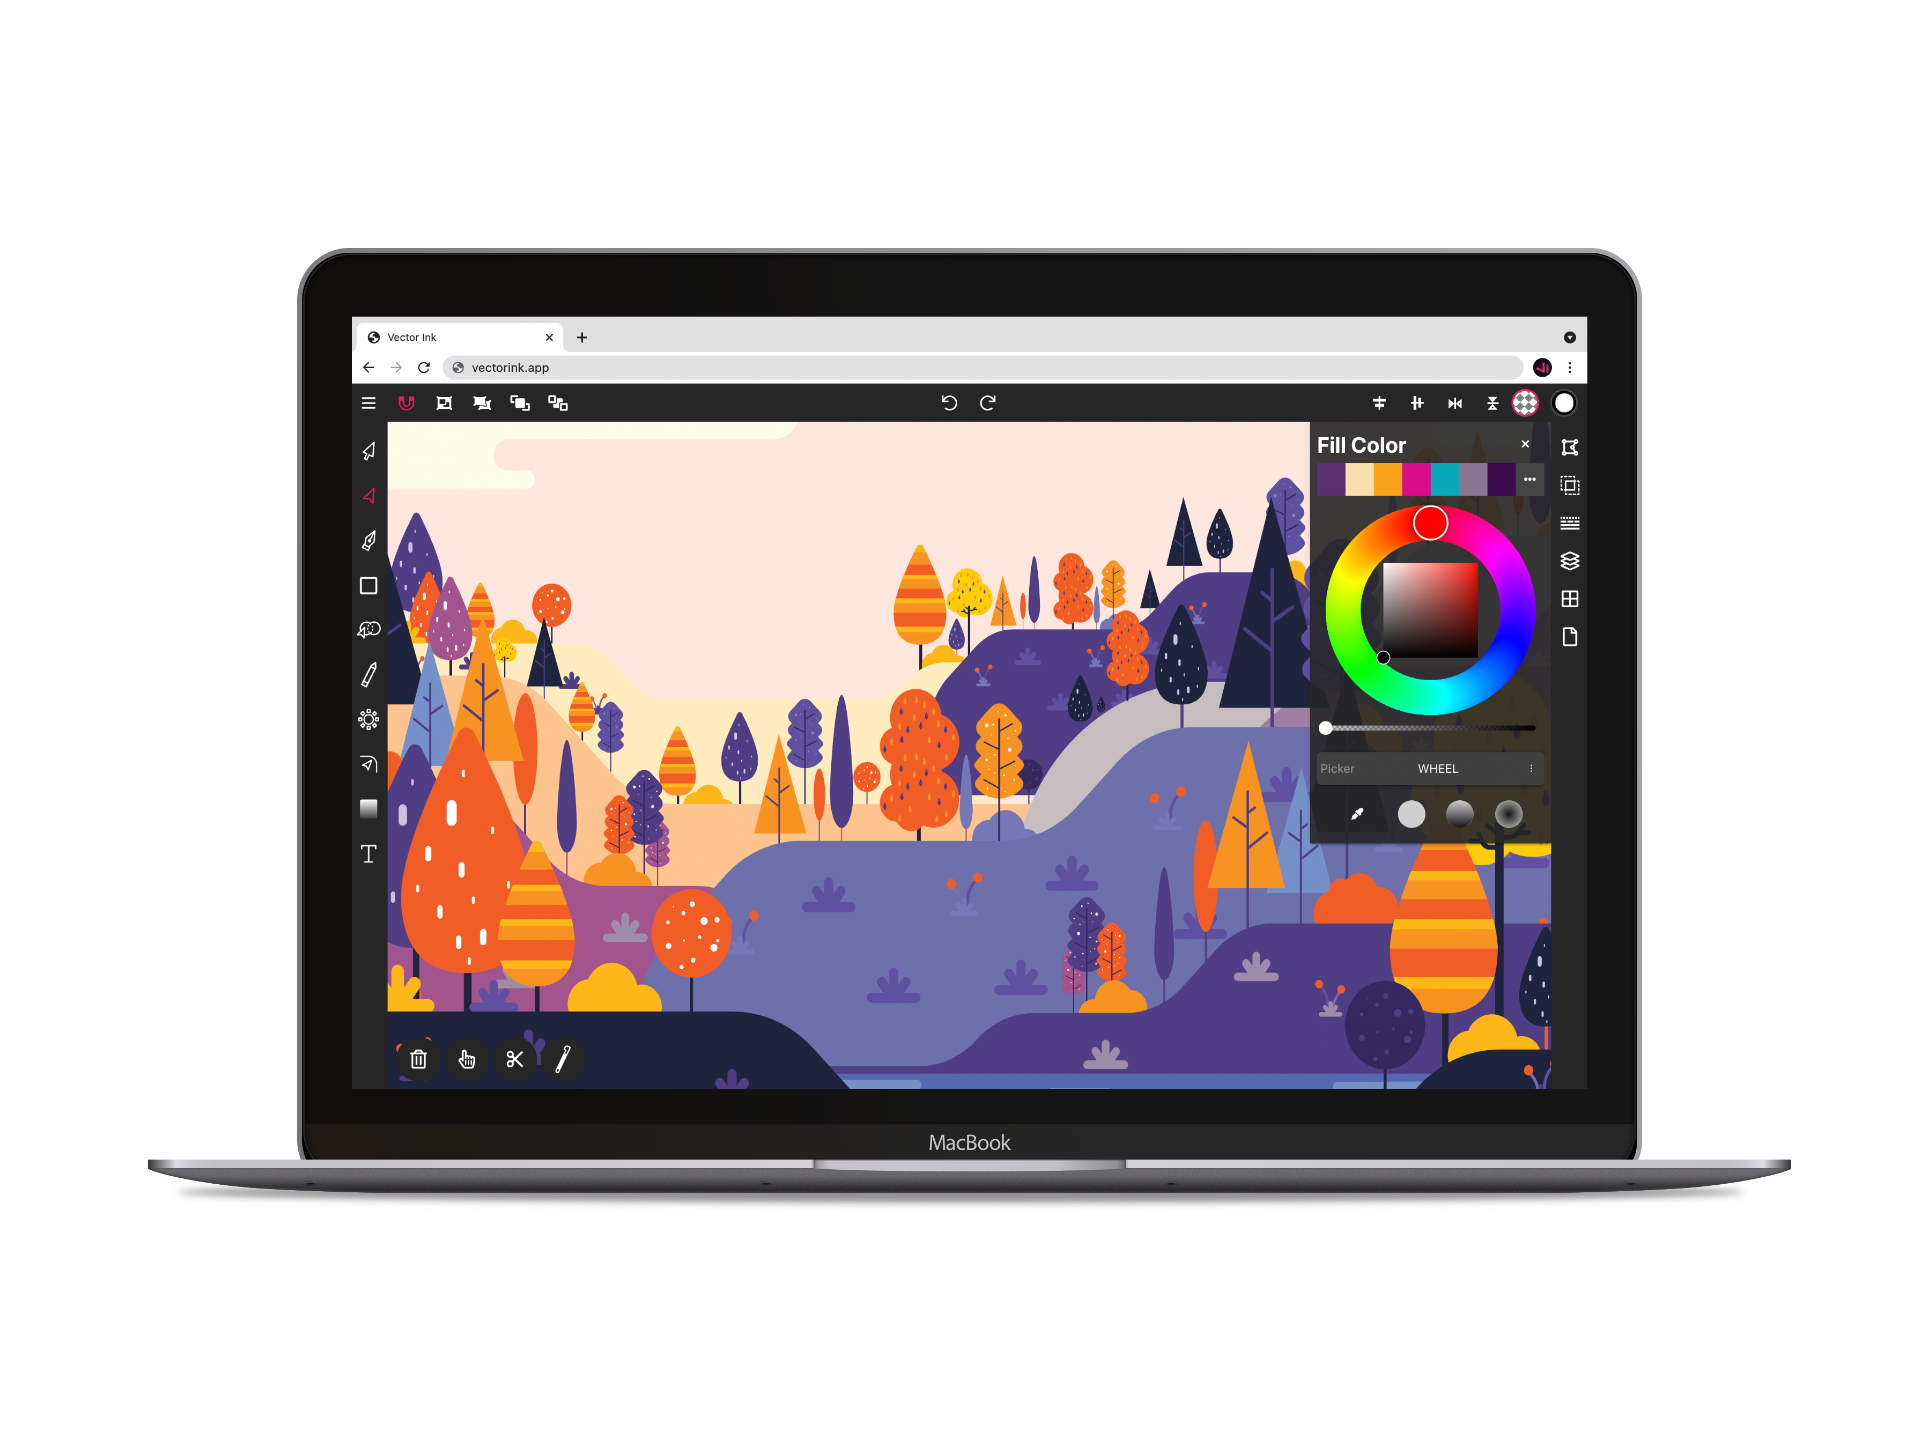 Vector Ink
vectorink.app
Fill Color
Picker WHEEL
T
MacBook